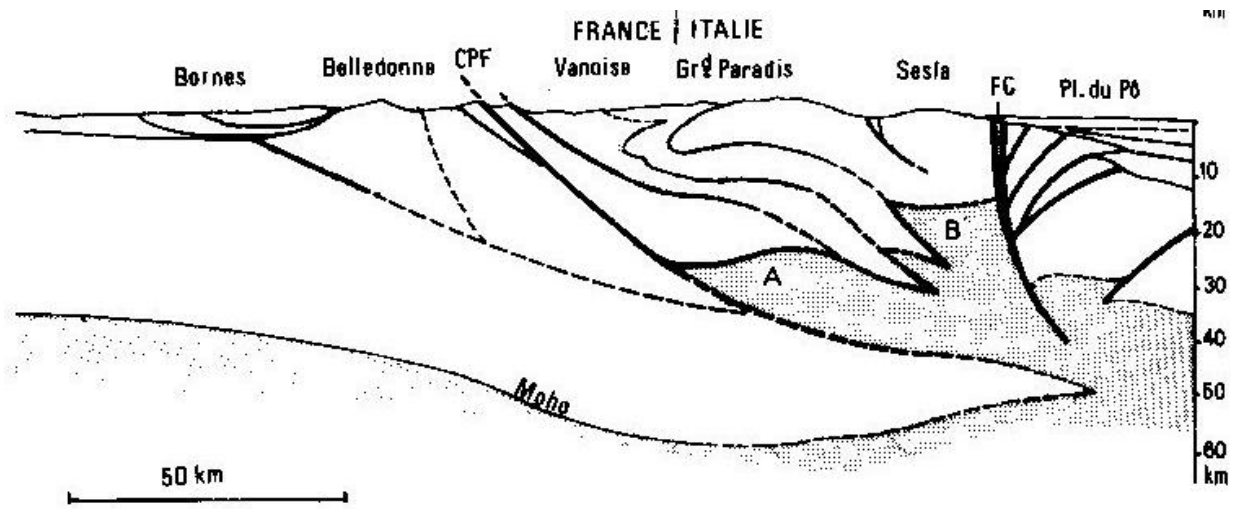 FRANCE ITALIE
Bornes Belledonne CPF Vanoise Grd Paradis Sesia FC Pl. du Pô
10
20
30
40
50
60
km
A
B
Moho
50 km